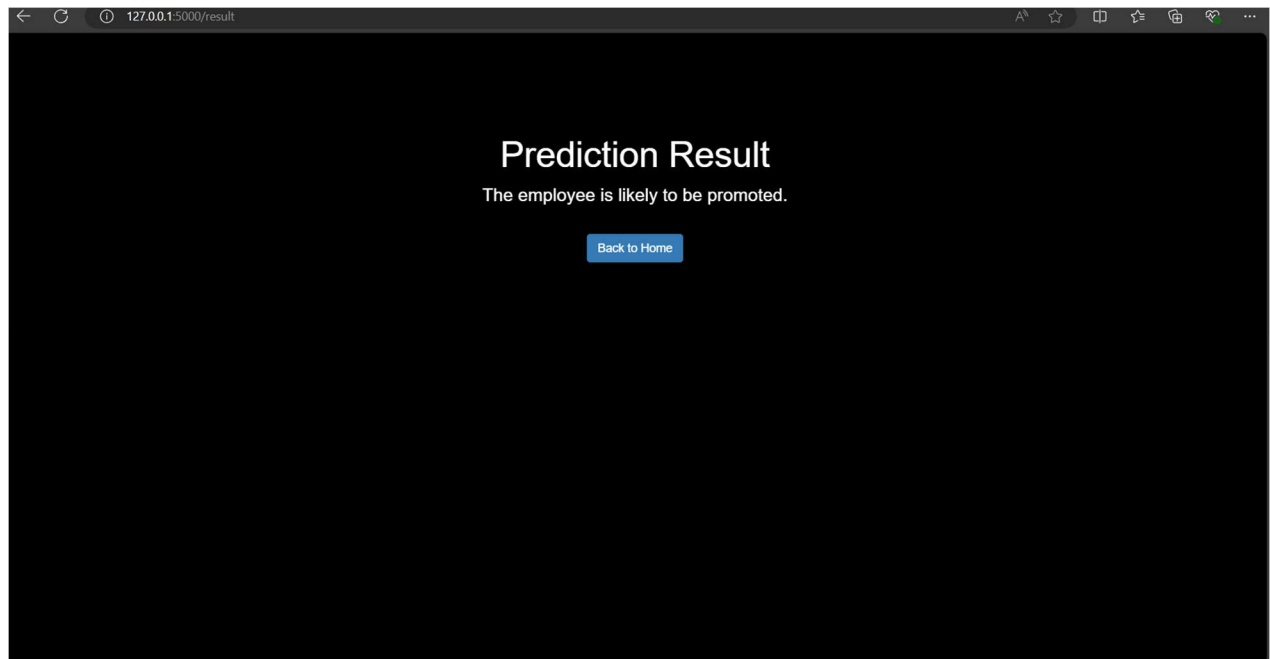 127.0.0.1:5000/result
Prediction Result
The employee is likely to be promoted.
Back to Home